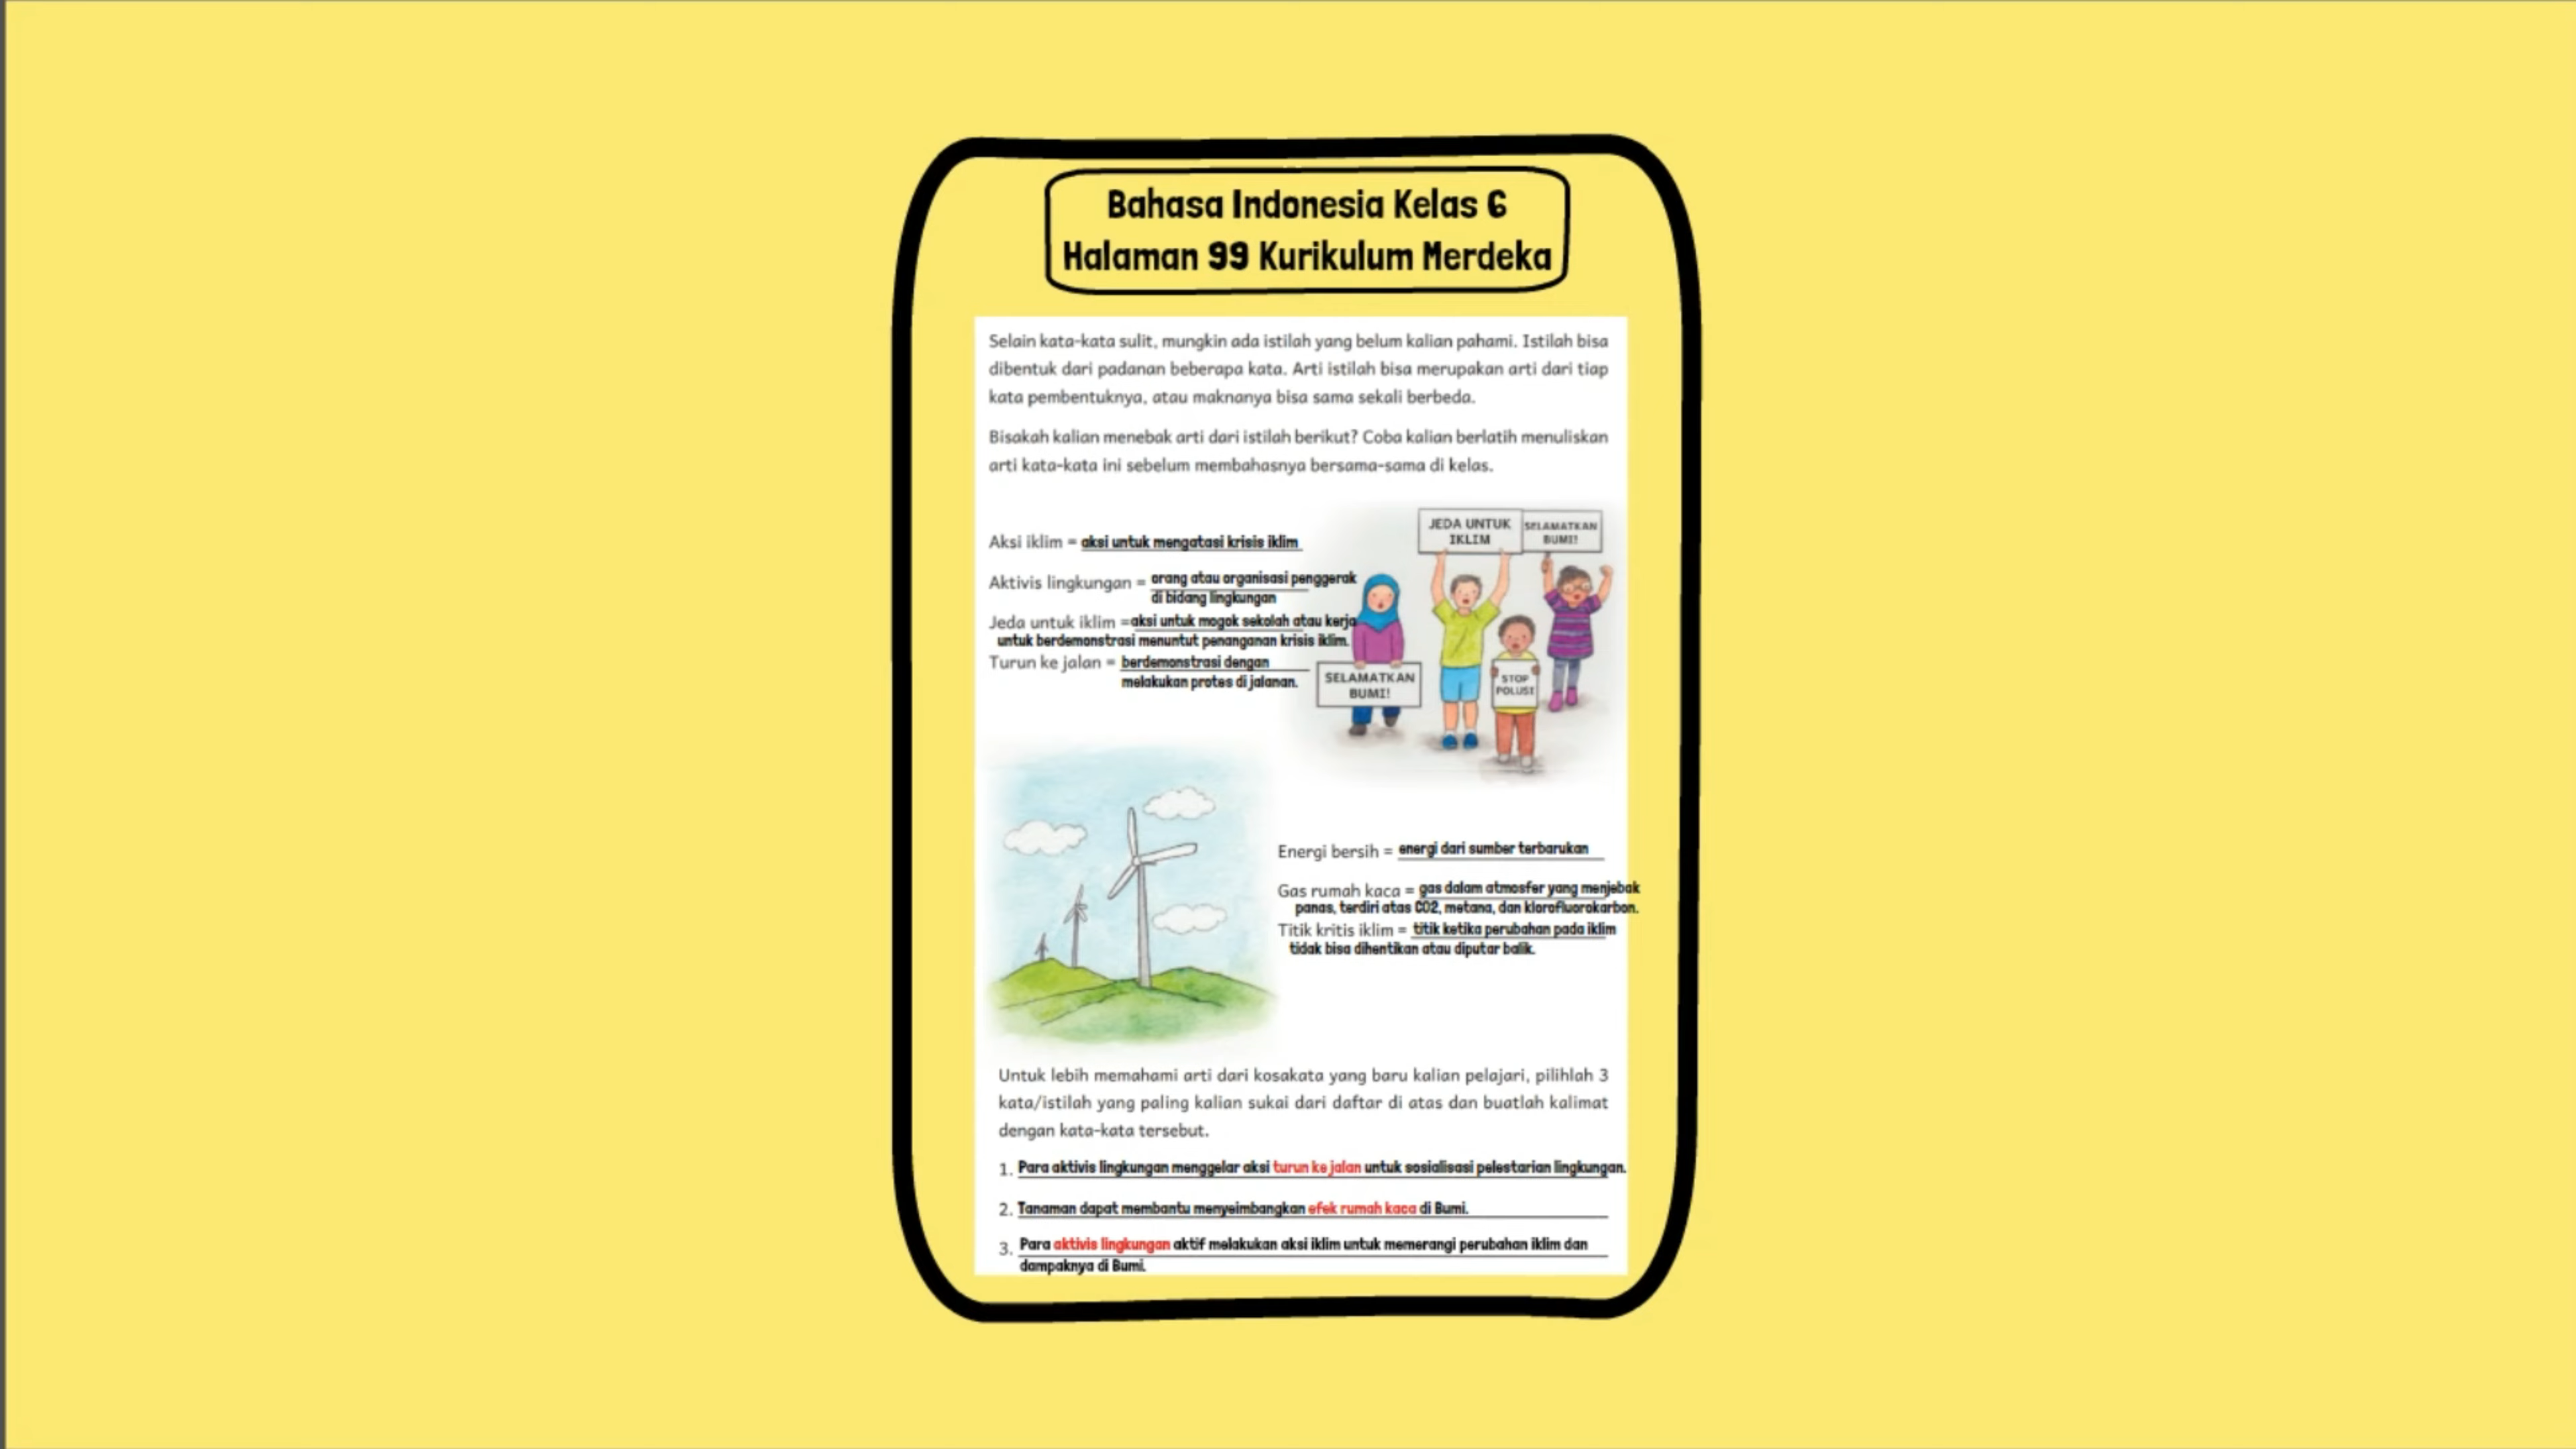 Bahasa Indonesia Kelas 6
Halaman 99 Kurikulum Merdeka
Selain kata-kata sulit, mungkin ada istilah yang belum kalian pahami. Istilah bisa
dibentuk dari padanan beberapa kata. Arti istilah bisa merupakan arti dari tiap
kata pembentuknya, atau maknanya bisa sama sekali berbeda.
Bisakah kalian menebak arti dari istilah berikut? Coba kalian berlatih menuliskan
arti kata-kata ini sebelum membahasnya bersama-sama di kelas.
Aksi iklim = aksi untuk mengatasi krisis iklim
Aktivis lingkungan = orang atau organisasi penggerak
di bidang lingkungan
Jeda untuk iklim =aksi untuk mogok sekolah atau kerja
untuk berdemonstrasi menuntut penanganan krisis iklim.
Turun ke jalan = berdemonstrasi dengan
melakukan protes di jalanan.
JEDA UNTUK
IKLIM
SELAMATKAN
BUMI!
SELAMATKAN
BUMI!
STOP
POLUSI
Energi bersih = energi dari sumber terbarukan
Gas rumah kaca = gas dalam atmosfer yang menjebak
panas, terdiri atas CO2, metana, dan klorofluorokarbon.
Titik kritis iklim = titik ketika perubahan pada iklim
tidak bisa dihentikan atau diputar balik.
Untuk lebih memahami arti dari kosakata yang baru kalian pelajari, pilihlah 3
kata/istilah yang paling kalian sukai dari daftar di atas dan buatlah kalimat
dengan kata-kata tersebut.
1. Para aktivis lingkungan menggelar aksi turun ke jalan untuk sosialisasi pelestarian lingkungan.
2. Tanaman dapat membantu menyeimbangkan efek rumah kaca di Bumi.
3. Para aktivis lingkungan aktif melakukan aksi iklim untuk memerangi perubahan iklim dan
dampaknya di Bumi.